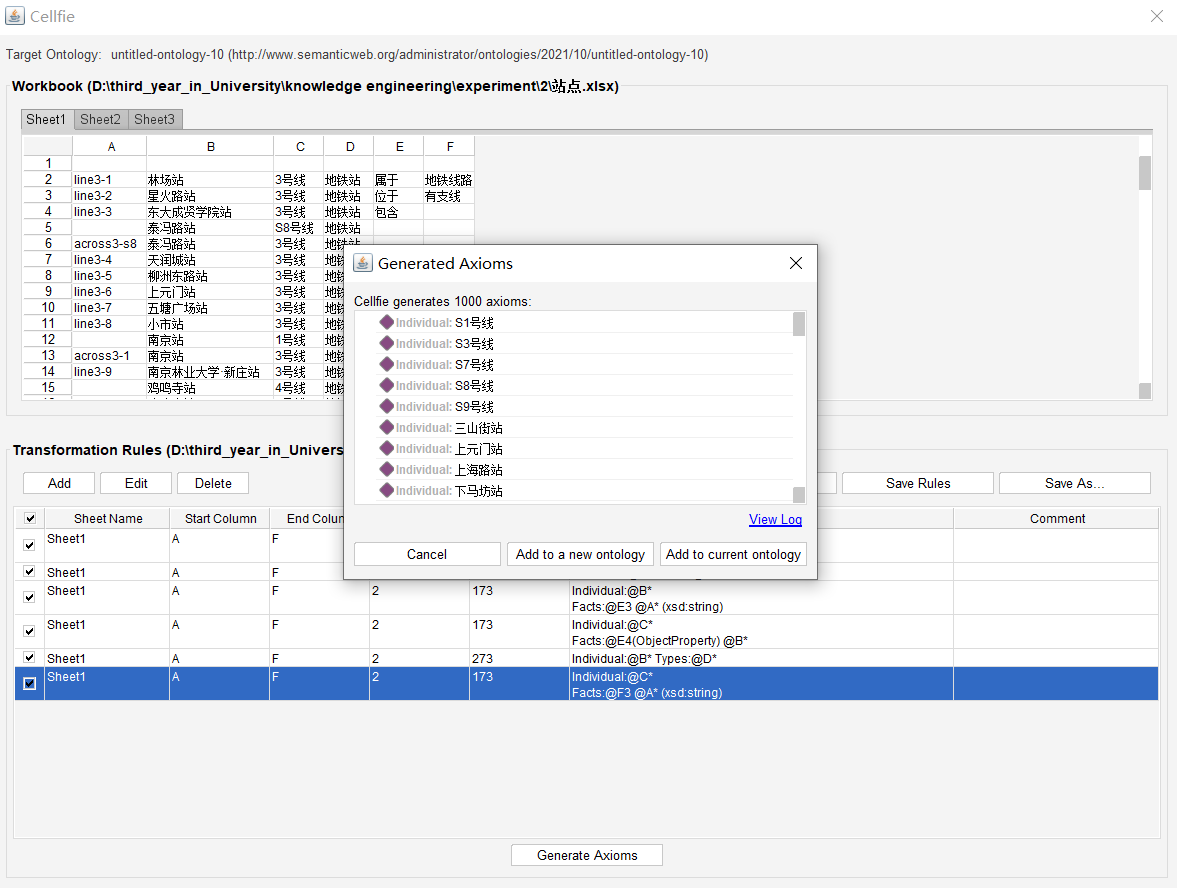 Cellfie
Target Ontology: untitled-ontology-10 (http://www.semanticweb.org/administrator/ontologies/2021/10/untitled-ontology-10)
Workbook (D:\third_year_in_University\knowledge engineering\experiment\2\站点.xlsx)
Sheet1 Sheet2 Sheet3
A B C D E F
1
2 line3-1 林场站 3号线 地铁站 属于 地铁线路
3 line3-2 星火路站 3号线 地铁站 位于 有支线
4 line3-3 东大成贤学院站 3号线 地铁站 包含
5 泰冯路站 S8号线 地铁站
6 across3-s8 泰冯路站 3号线 地铁站
7 line3-4 天润城站 3号线 地铁
8 line3-5 柳洲东路站 3号线 地铁
9 line3-6 上元门站 3号线 地铁
10 line3-7 五塘广场站 3号线 地铁
11 line3-8 小市站 3号线 地铁
12 南京站 1号线 地铁
13 across3-1 南京站 3号线 地铁
14 line3-9 南京林业大学·新庄站 3号线 地铁
15 鸡鸣寺站 4号线 地铁
Generated Axioms
Cellfie generates 1000 axioms:
Individual: S1号线
Individual: S3号线
Individual: S7号线
Individual: S8号线
Individual: S9号线
Individual: 三山街站
Individual: 上元门站
Individual: 上海路站
Individual: 下马坊站
View Log
Cancel Add to a new ontology Add to current ontology
Transformation Rules (D:\third_year_in_Univers
Add Edit Delete Save Rules Save As...
Sheet Name Start Column End Colun Comment
Sheet1 A F
Sheet1 A F
Sheet1 A F 2 173 Individual:@B*
Facts:@E3 @A* (xsd:string)
Sheet1 A F 2 173 Individual:@C*
Facts:@E4(ObjectProperty) @B*
Sheet1 A F 2 273 Individual:@B* Types:@D*
Sheet1 A F 2 173 Individual:@C*
Facts:@F3 @A* (xsd:string)
Generate Axioms